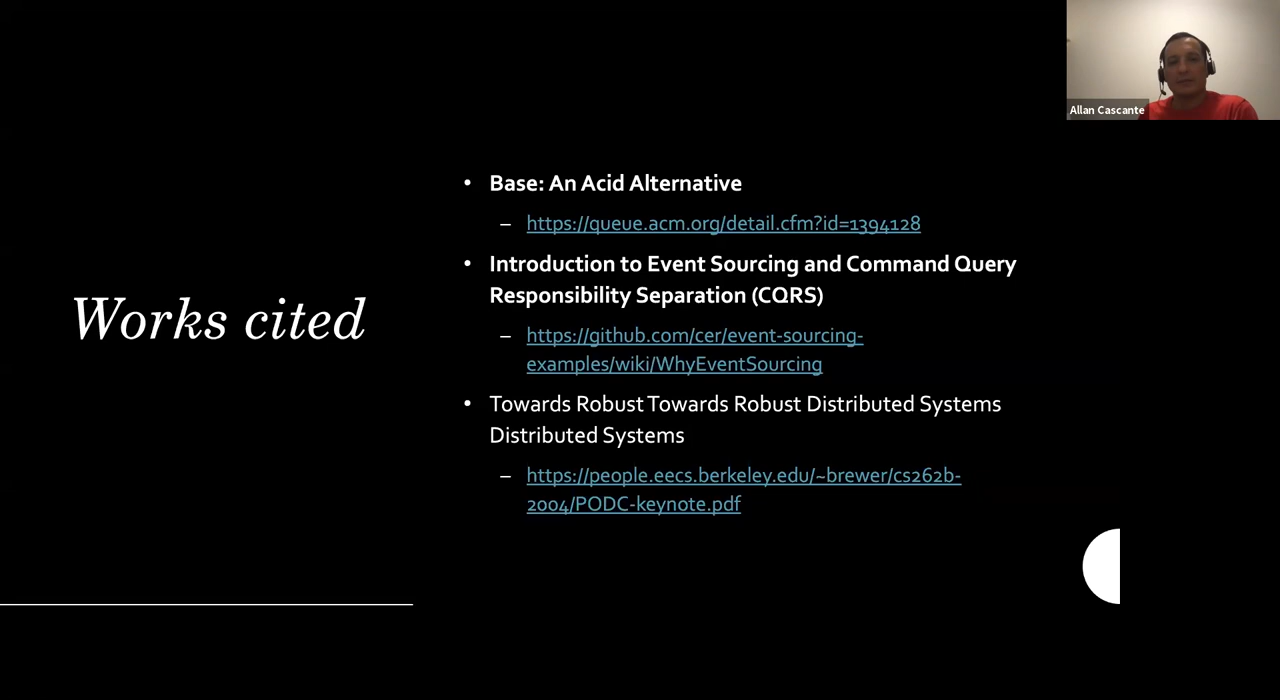 Allan Cascante
Works cited
• Base: An Acid Alternative
– https://queue.acm.org/detail.cfm?id=1394128
• Introduction to Event Sourcing and Command Query
Responsibility Separation (CQRS)
– https://github.com/cer/event-sourcing-
examples/wiki/WhyEventSourcing
• Towards Robust Towards Robust Distributed Systems
Distributed Systems
– https://people.eecs.berkeley.edu/~brewer/cs262b-
2004/PODC-keynote.pdf